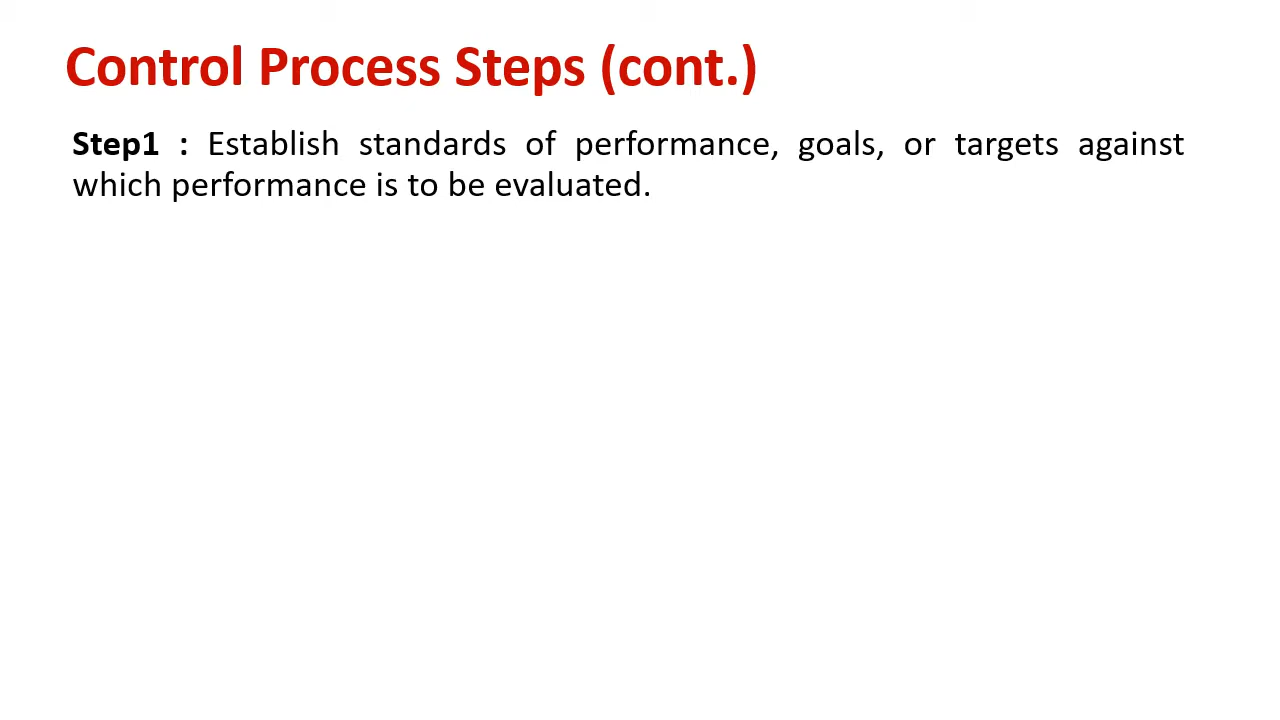 Control Process Steps (cont.)
Step1 : Establish standards of performance, goals, or targets against
which performance is to be evaluated.